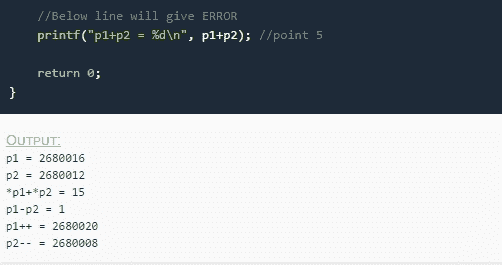 //Below line will give ERROR
printf("p1+p2 = %d\n", p1+p2); //point 5
return 0;
}
OUTPUT:
p1 = 2680016
p2 = 2680012
*p1+*p2 = 15
p1-p2 = 1
p1++ = 2680020
p2-- = 2680008